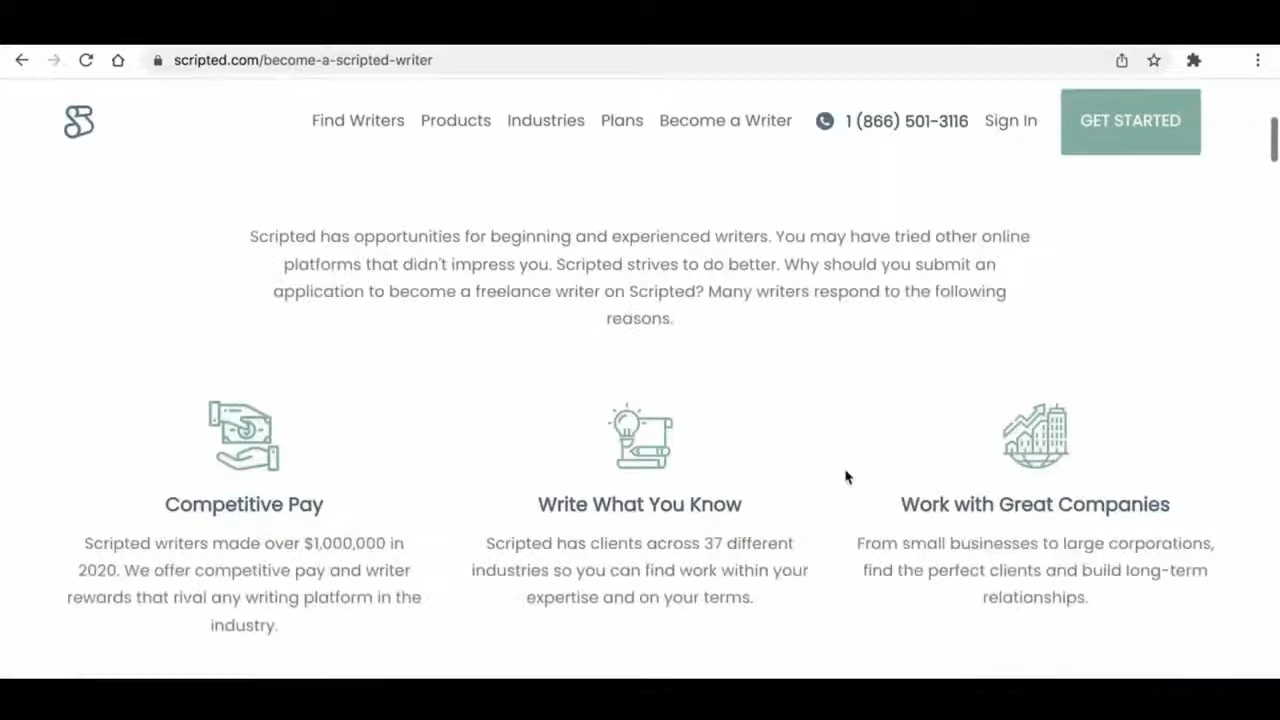 scripted.com/become-a-scripted-writer
Find Writers Products Industries Plans Become a Writer 1 (866) 501-3116 Sign In GET STARTED
Scripted has opportunities for beginning and experienced writers. You may have tried other online
platforms that didn't impress you. Scripted strives to do better. Why should you submit an
application to become a freelance writer on Scripted? Many writers respond to the following
reasons.
Competitive Pay
Scripted writers made over $1,000,000 in
2020. We offer competitive pay and writer
rewards that rival any writing platform in the
industry.
Write What You Know
Scripted has clients across 37 different
industries so you can find work within your
expertise and on your terms.
Work with Great Companies
From small businesses to large corporations,
find the perfect clients and build long-term
relationships.